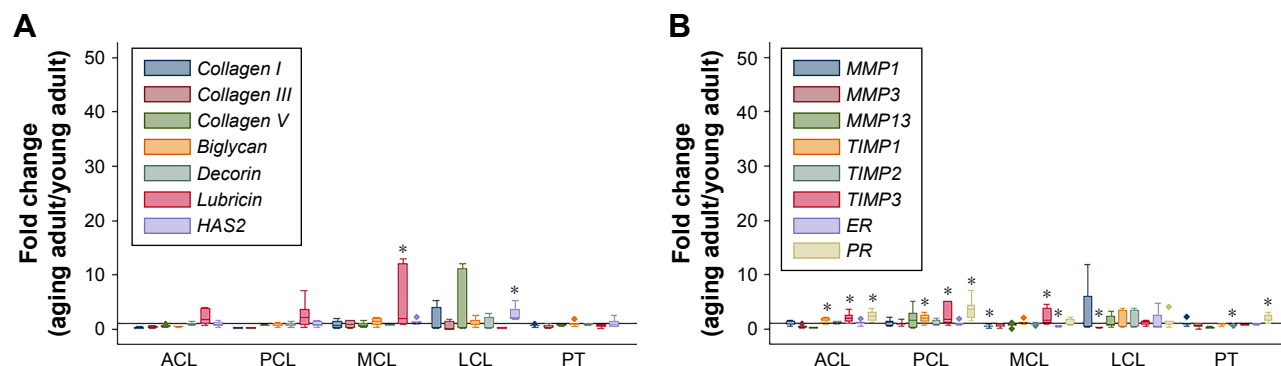 A
Fold change
(aging adult/young adult)
50
40
30
20
10
0
Collagen I
Collagen III
Collagen V
Biglycan
Decorin
Lubricin
HAS2
*
*
ACL PCL MCL LCL PT
B
Fold change
(aging adult/young adult)
50
40
30
20
10
0
MMP1
MMP3
MMP13
TIMP1
TIMP2
TIMP3
ER
PR
* * * * * * * * * * * *
ACL PCL MCL LCL PT